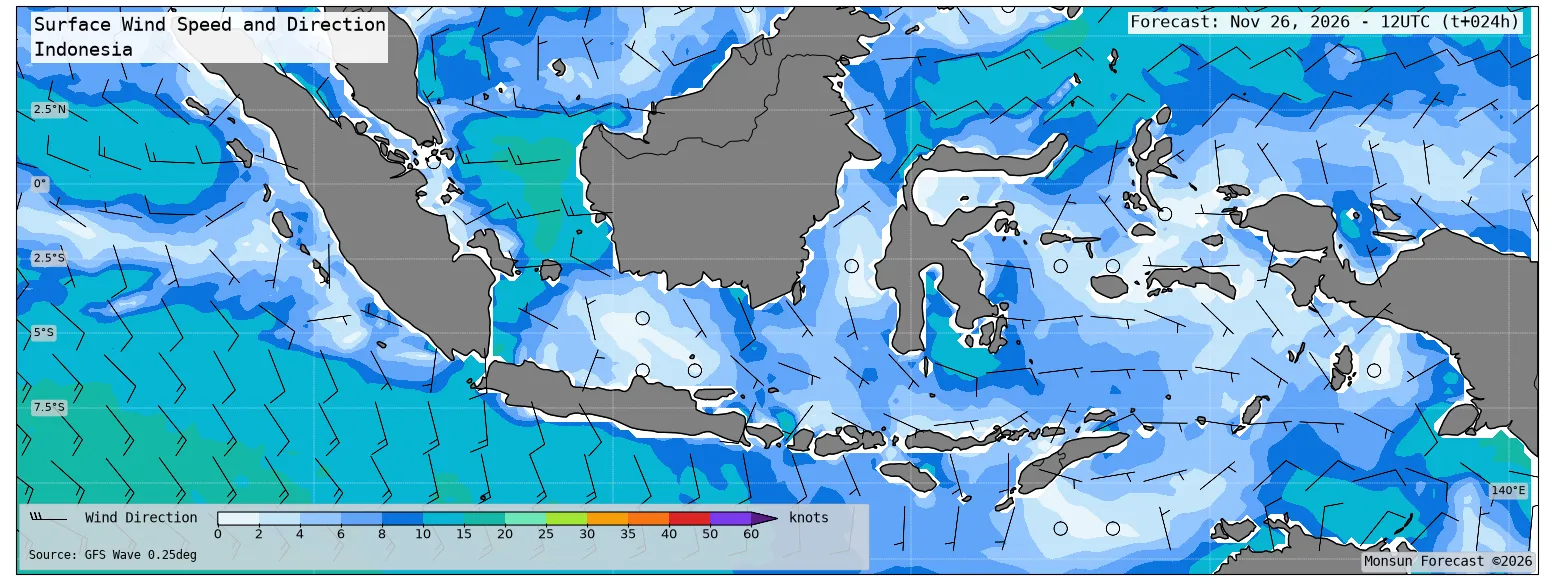 Surface Wind Speed and Direction
Indonesia
Forecast: Nov 26, 2026 - 12UTC (t+024h)
2.5°N
0°
2.5°S
5°S
7.5°S
140°E
Wind Direction
0 2 4 6 8 10 15 20 25 30 35 40 50 60
knots
Source: GFS Wave 0.25deg
Monsun Forecast ©2026